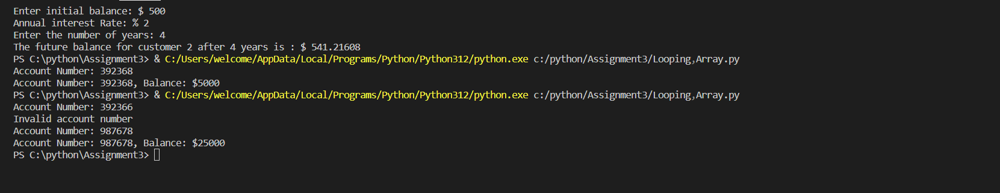 Enter initial balance: $ 500
Annual interest Rate: % 2
Enter the number of years: 4
The future balance for customer 2 after 4 years is : $ 541.21608
PS C:\python\Assignment3> & C:/Users/welcome/AppData/Local/Programs/Python/Python312/python.exe c:/python/Assignment3/Looping,Array.py
Account Number: 392368
Account Number: 392368, Balance: $5000
PS C:\python\Assignment3> & C:/Users/welcome/AppData/Local/Programs/Python/Python312/python.exe c:/python/Assignment3/Looping,Array.py
Account Number: 392366
Invalid account number
Account Number: 987678
Account Number: 987678, Balance: $25000
PS C:\python\Assignment3>